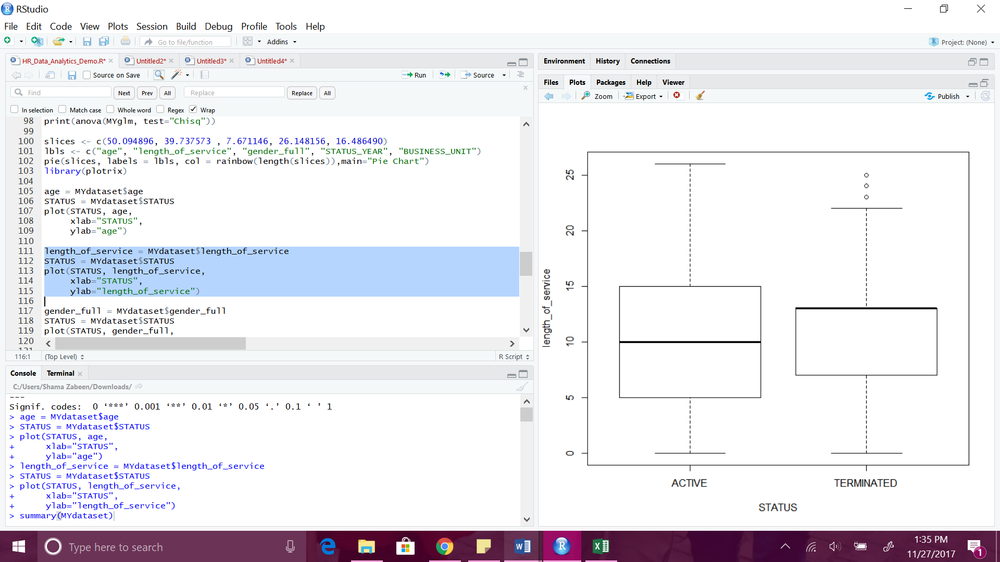 RStudio
File Edit Code View Plots Session Build Debug Profile Tools Help
Go to file/function Addins Project: (None)
HR_Data_Analytics_Demo.R* Untitled2* Untitled3* Untitled4*
Source on Save Run Source
Find Next Prev All Replace Replace All
In selection Match case Whole word Regex Wrap
98 print(anova(MYglm, test="Chisq"))
99
100 slices <- c(50.094896, 39.737573 , 7.671146, 26.148156, 16.486490)
101 lbls <- c("age", "length_of_service", "gender_full", "STATUS_YEAR", "BUSINESS_UNIT")
102 pie(slices, labels = lbls, col = rainbow(length(slices)),main="Pie Chart")
103 library(plotrix)
104
105 age = MYdataset$age
106 STATUS = MYdataset$STATUS
107 plot(STATUS, age,
108      xlab="STATUS",
109      ylab="age")
110
111 length_of_service = MYdataset$length_of_service
112 STATUS = MYdataset$STATUS
113 plot(STATUS, length_of_service,
114      xlab="STATUS",
115      ylab="length_of_service")
116
117 gender_full = MYdataset$gender_full
118 STATUS = MYdataset$STATUS
119 plot(STATUS, gender_full,
120
116:1 (Top Level) R Script
Console Terminal
C:/Users/Shama Zabeen/Downloads/
---
Signif. codes:  0 ‘***’ 0.001 ‘**’ 0.01 ‘*’ 0.05 ‘.’ 0.1 ‘ ’ 1
> age = MYdataset$age
> STATUS = MYdataset$STATUS
> plot(STATUS, age,
+      xlab="STATUS",
+      ylab="age")
> length_of_service = MYdataset$length_of_service
> STATUS = MYdataset$STATUS
> plot(STATUS, length_of_service,
+      xlab="STATUS",
+      ylab="length_of_service")
> summary(MYdataset)
Environment History Connections
Files Plots Packages Help Viewer
Zoom Export Publish
length_of_service
25
20
15
10
5
0
ACTIVE TERMINATED
STATUS
Type here to search
1:35 PM
11/27/2017
1